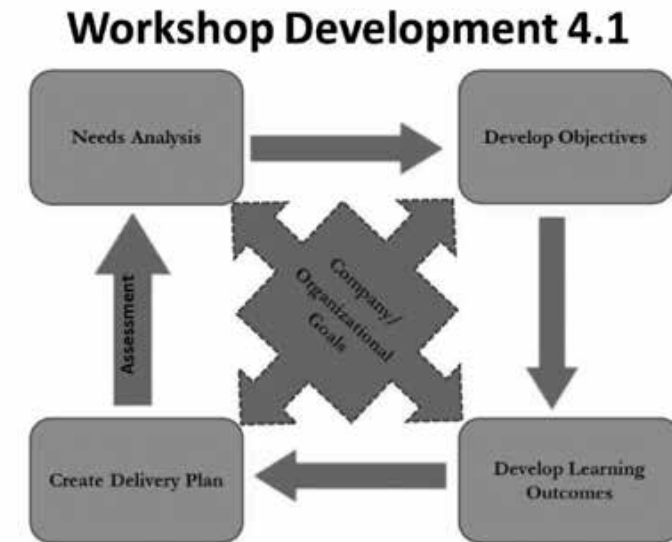 Workshop Development 4.1
Needs Analysis
Develop Objectives
Company/
Organizational
Goals
Assessment
Create Delivery Plan
Develop Learning
Outcomes